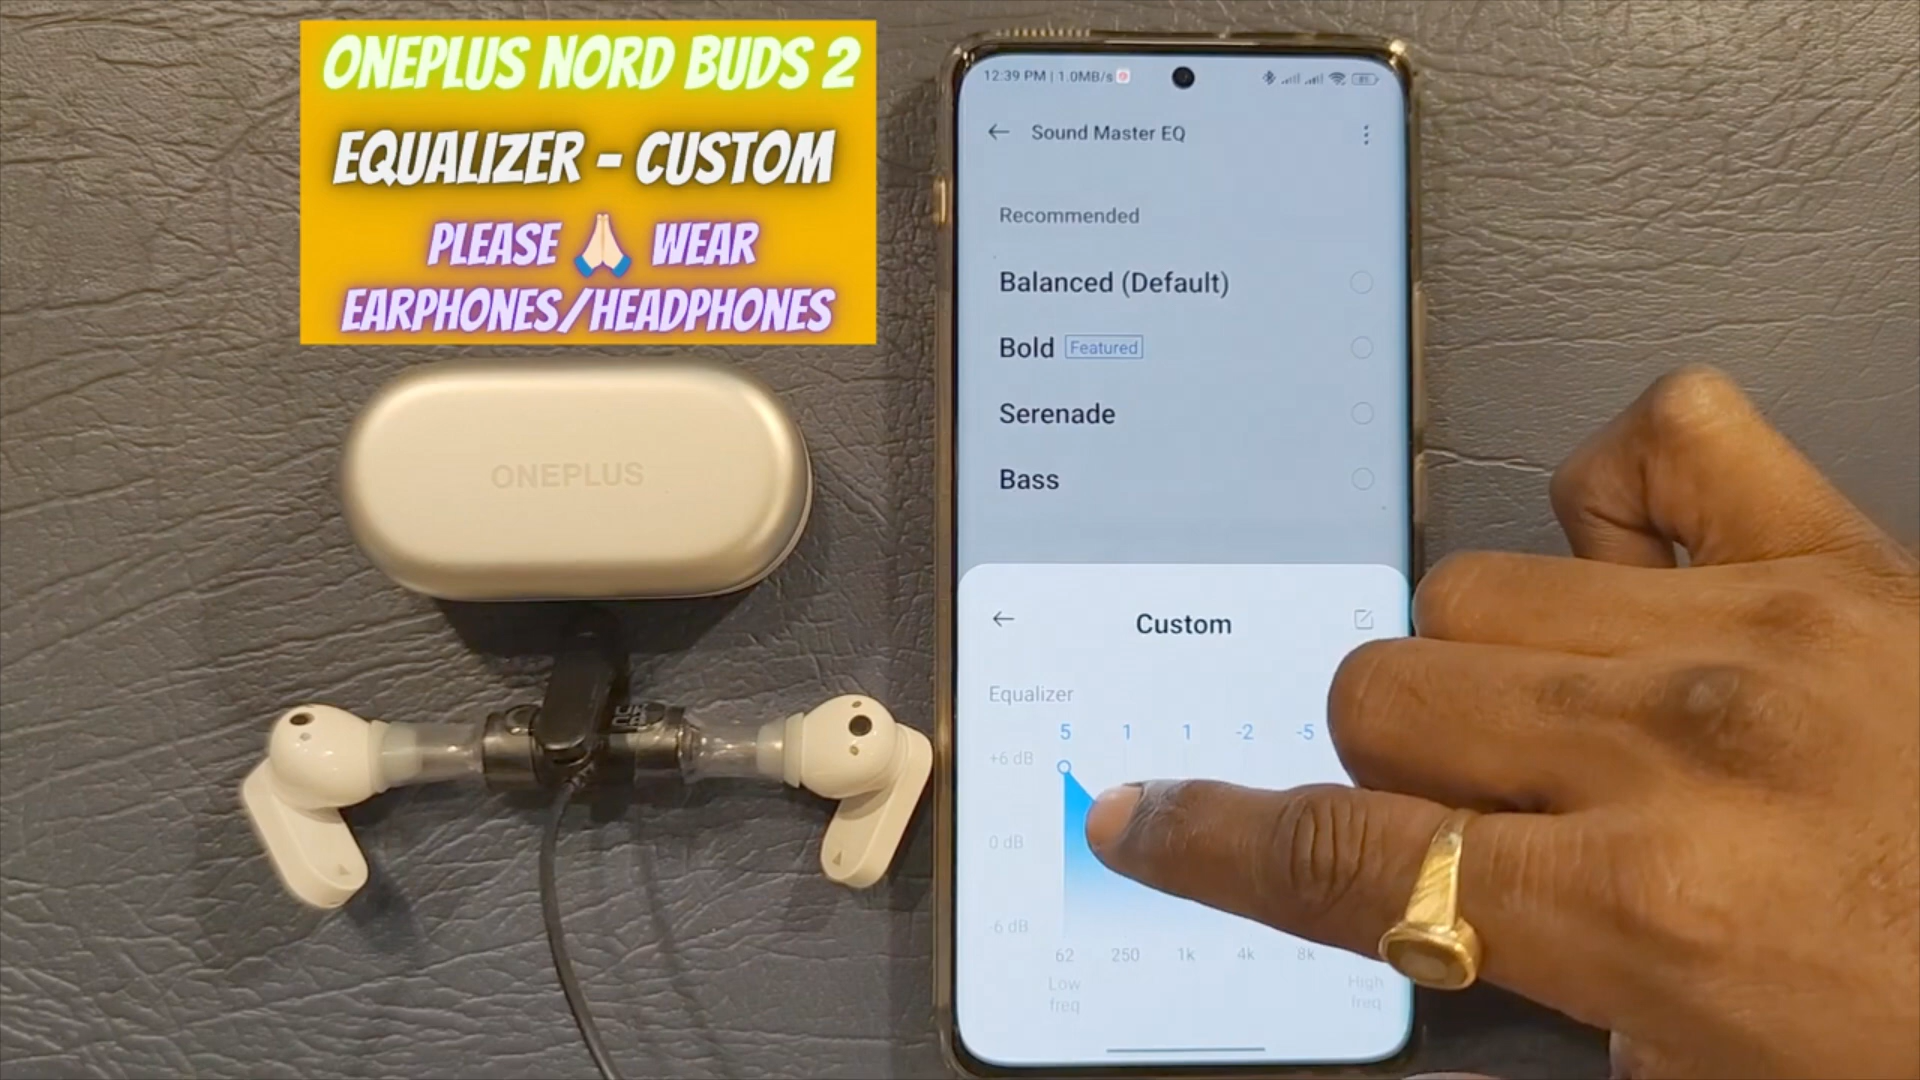 ONEPLUS NORD BUDS 2
EQUALIZER - CUSTOM
PLEASE 🙏🏻 WEAR
EARPHONES/HEADPHONES
ONEPLUS
12:39 PM | 1.0MB/s
Sound Master EQ
Recommended
Balanced (Default)
Bold Featured
Serenade
Bass
Custom
Equalizer
5 1 1 -2 -5
+6 dB
0 dB
-6 dB
62 250 1k 4k 8k
Low freq
High freq